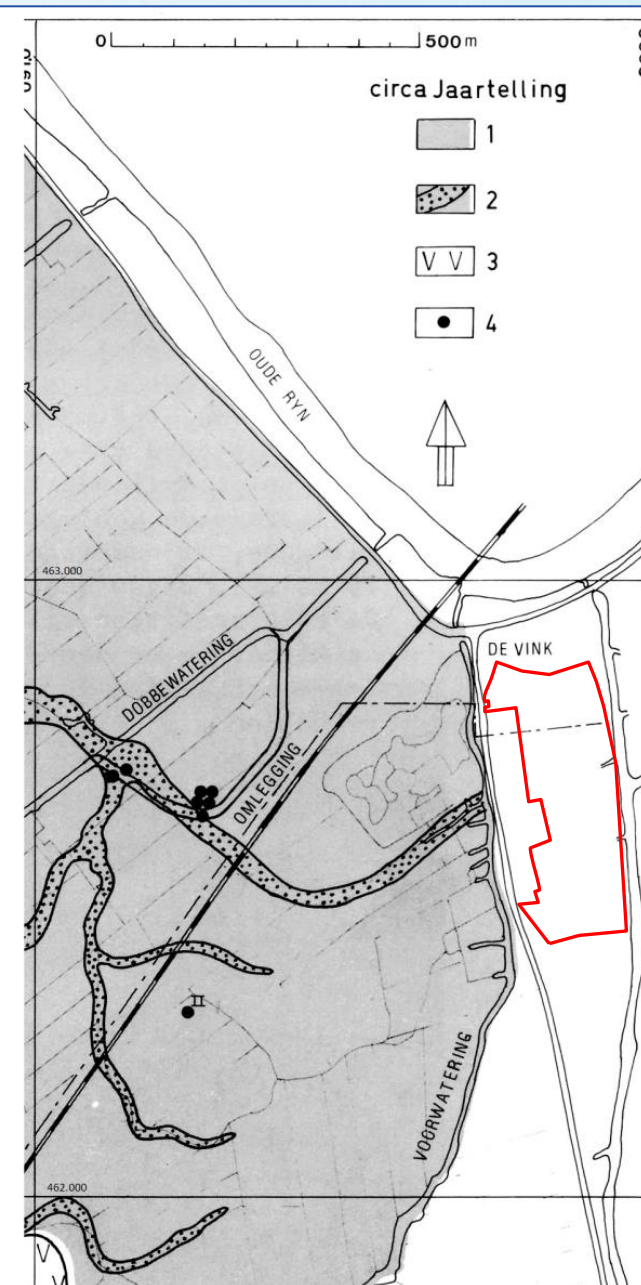 0 500 m
circa Jaartelling
1
2
V V 3
4
OUDE RYN
463.000
DE VINK
DOBBEWATERING
OMLEGGING
II
VOORWATERING
462.000
V
V